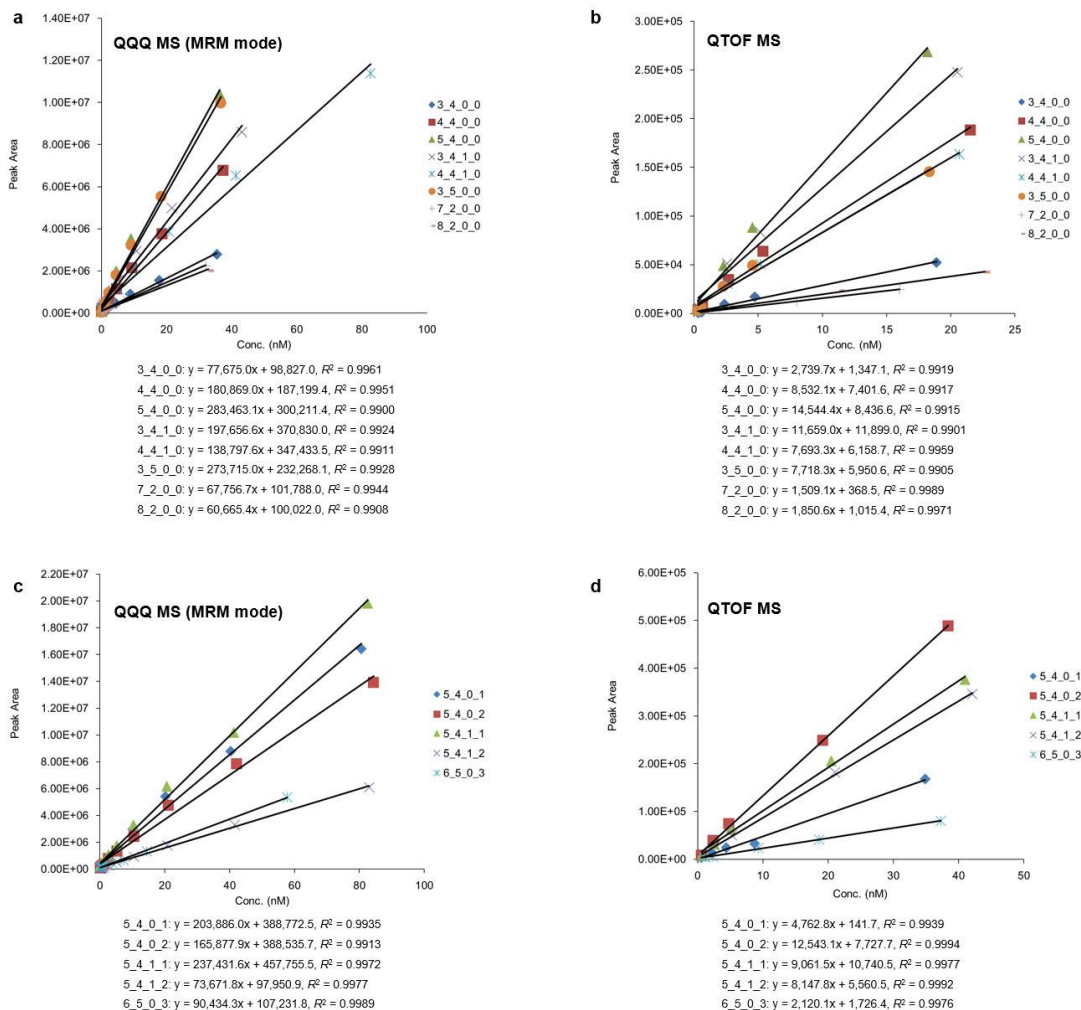 a
QQQ MS (MRM mode)
1.40E+07
1.20E+07
1.00E+07
8.00E+06
6.00E+06
4.00E+06
2.00E+06
0.00E+00
Peak Area
0 20 40 60 80 100
Conc. (nM)
3_4_0_0
4_4_0_0
5_4_0_0
3_4_1_0
4_4_1_0
3_5_0_0
7_2_0_0
8_2_0_0
3_4_0_0: y = 77,675.0x + 98,827.0, R² = 0.9961
4_4_0_0: y = 180,869.0x + 187,199.4, R² = 0.9951
5_4_0_0: y = 283,463.1x + 300,211.4, R² = 0.9900
3_4_1_0: y = 197,656.6x + 370,830.0, R² = 0.9924
4_4_1_0: y = 138,797.6x + 347,433.5, R² = 0.9911
3_5_0_0: y = 273,715.0x + 232,268.1, R² = 0.9928
7_2_0_0: y = 67,756.7x + 101,788.0, R² = 0.9944
8_2_0_0: y = 60,665.4x + 100,022.0, R² = 0.9908
b
QTOF MS
3.00E+05
2.50E+05
2.00E+05
1.50E+05
1.00E+05
5.00E+04
0.00E+00
Peak Area
0 5 10 15 20 25
Conc. (nM)
3_4_0_0
4_4_0_0
5_4_0_0
3_4_1_0
4_4_1_0
3_5_0_0
7_2_0_0
8_2_0_0
3_4_0_0: y = 2,739.7x + 1,347.1, R² = 0.9919
4_4_0_0: y = 8,532.1x + 7,401.6, R² = 0.9917
5_4_0_0: y = 14,544.4x + 8,436.6, R² = 0.9915
3_4_1_0: y = 11,659.0x + 11,899.0, R² = 0.9901
4_4_1_0: y = 7,693.3x + 6,158.7, R² = 0.9959
3_5_0_0: y = 7,718.3x + 5,950.6, R² = 0.9905
7_2_0_0: y = 1,509.1x + 368.5, R² = 0.9989
8_2_0_0: y = 1,850.6x + 1,015.4, R² = 0.9971
c
QQQ MS (MRM mode)
2.20E+07
2.00E+07
1.80E+07
1.60E+07
1.40E+07
1.20E+07
1.00E+07
8.00E+06
6.00E+06
4.00E+06
2.00E+06
0.00E+00
Peak Area
0 20 40 60 80 100
Conc. (nM)
5_4_0_1
5_4_0_2
5_4_1_1
5_4_1_2
6_5_0_3
5_4_0_1: y = 203,886.0x + 388,772.5, R² = 0.9935
5_4_0_2: y = 165,877.9x + 388,535.7, R² = 0.9913
5_4_1_1: y = 237,431.6x + 457,755.5, R² = 0.9972
5_4_1_2: y = 73,671.8x + 97,950.9, R² = 0.9977
6_5_0_3: y = 90,434.3x + 107,231.8, R² = 0.9989
d
QTOF MS
6.00E+05
5.00E+05
4.00E+05
3.00E+05
2.00E+05
1.00E+05
0.00E+00
Peak Area
0 10 20 30 40 50
Conc. (nM)
5_4_0_1
5_4_0_2
5_4_1_1
5_4_1_2
6_5_0_3
5_4_0_1: y = 4,762.8x + 141.7, R² = 0.9939
5_4_0_2: y = 12,543.1x + 7,727.7, R² = 0.9994
5_4_1_1: y = 9,061.5x + 10,740.5, R² = 0.9977
5_4_1_2: y = 8,147.8x + 5,560.5, R² = 0.9992
6_5_0_3: y = 2,120.1x + 1,726.4, R² = 0.9976